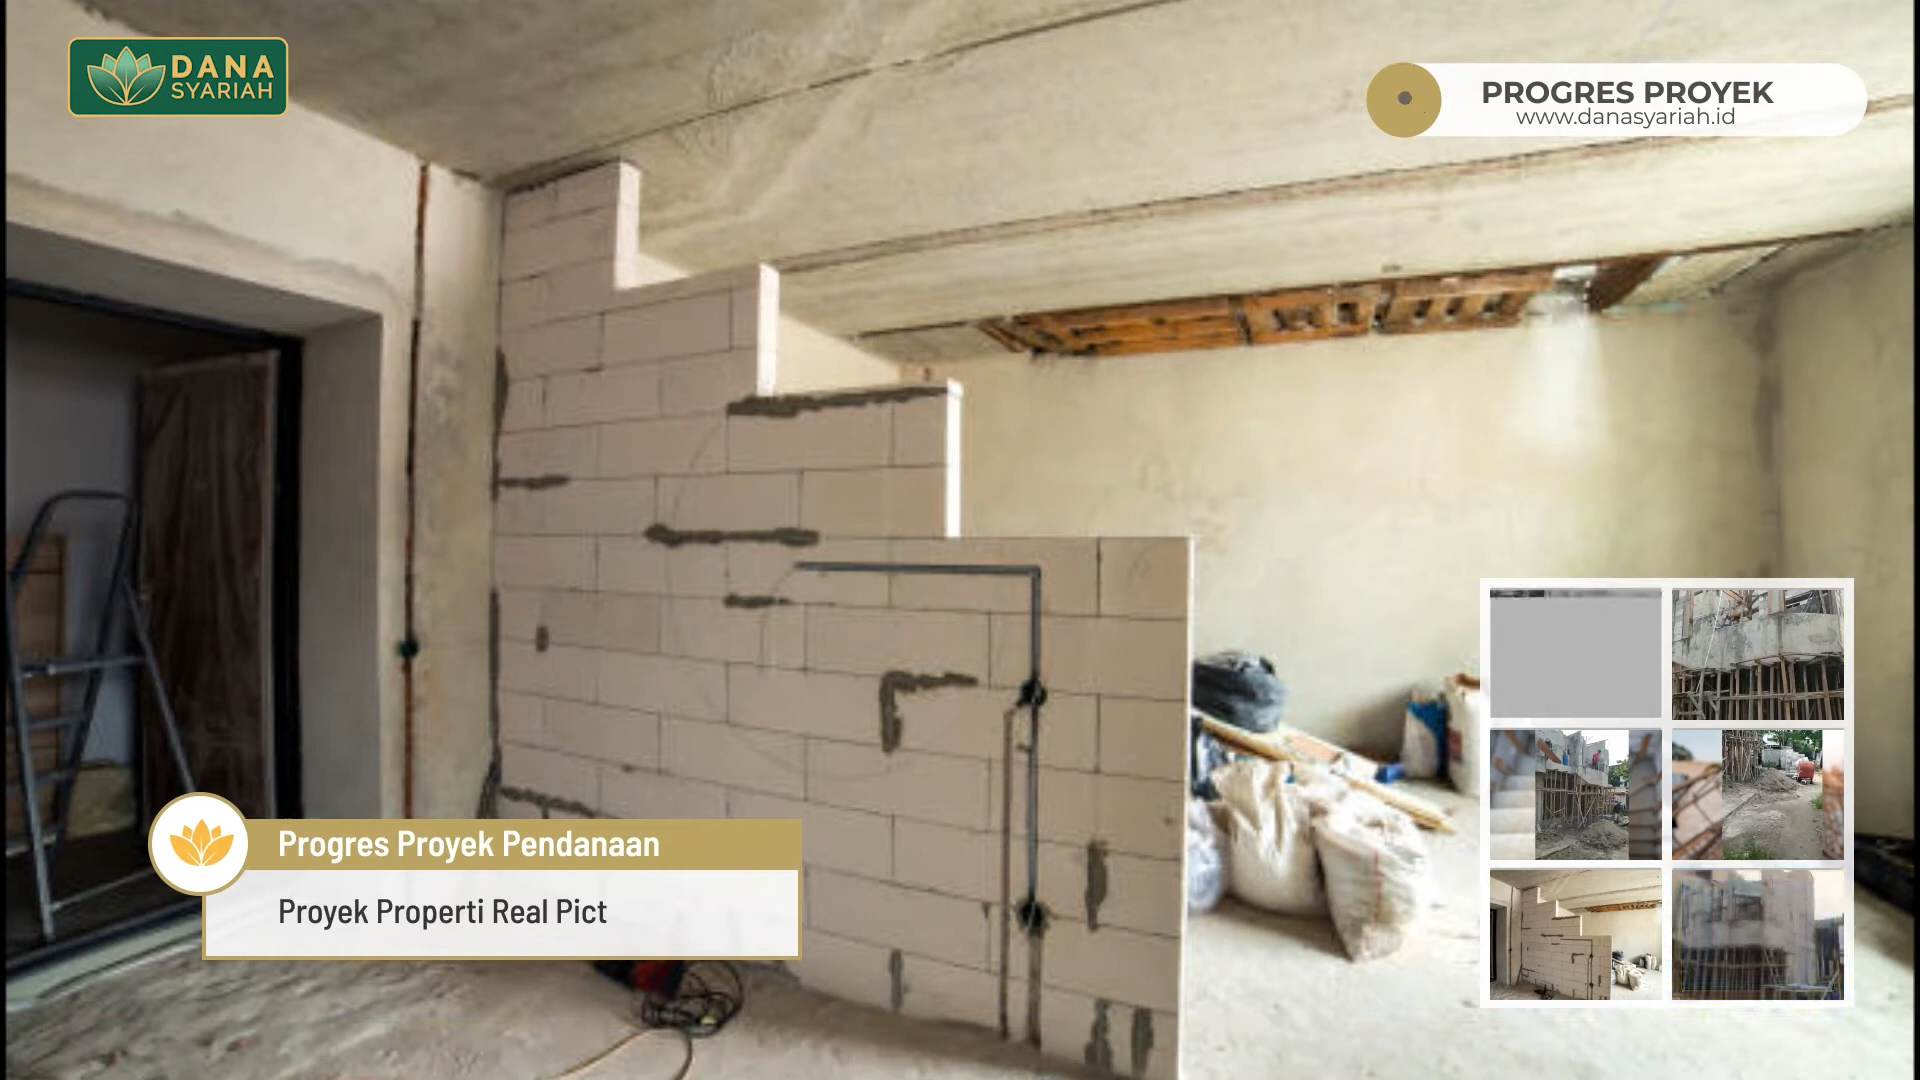 DANA
SYARIAH
PROGRES PROYEK
www.danasyariah.id
Progres Proyek Pendanaan
Proyek Properti Real Pict